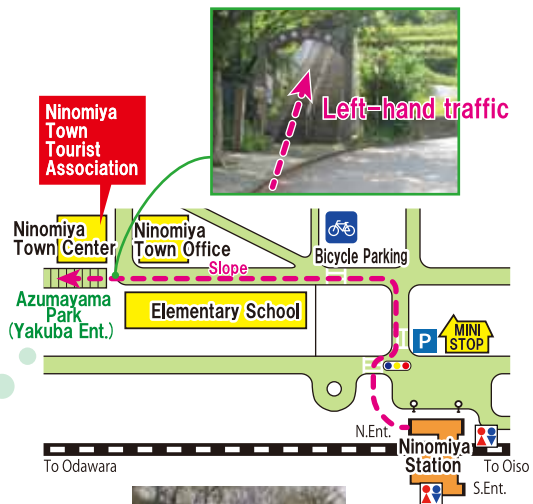 Left-hand traffic
Ninomiya
Town
Tourist
Association
Ninomiya
Town Center
Ninomiya
Town Office
Bicycle Parking
Slope
Azumayama
Park
(Yakuba Ent.)
Elementary School
P
MINI
STOP
N.Ent.
Ninomiya
Station
To Odawara
To Oiso
S.Ent.